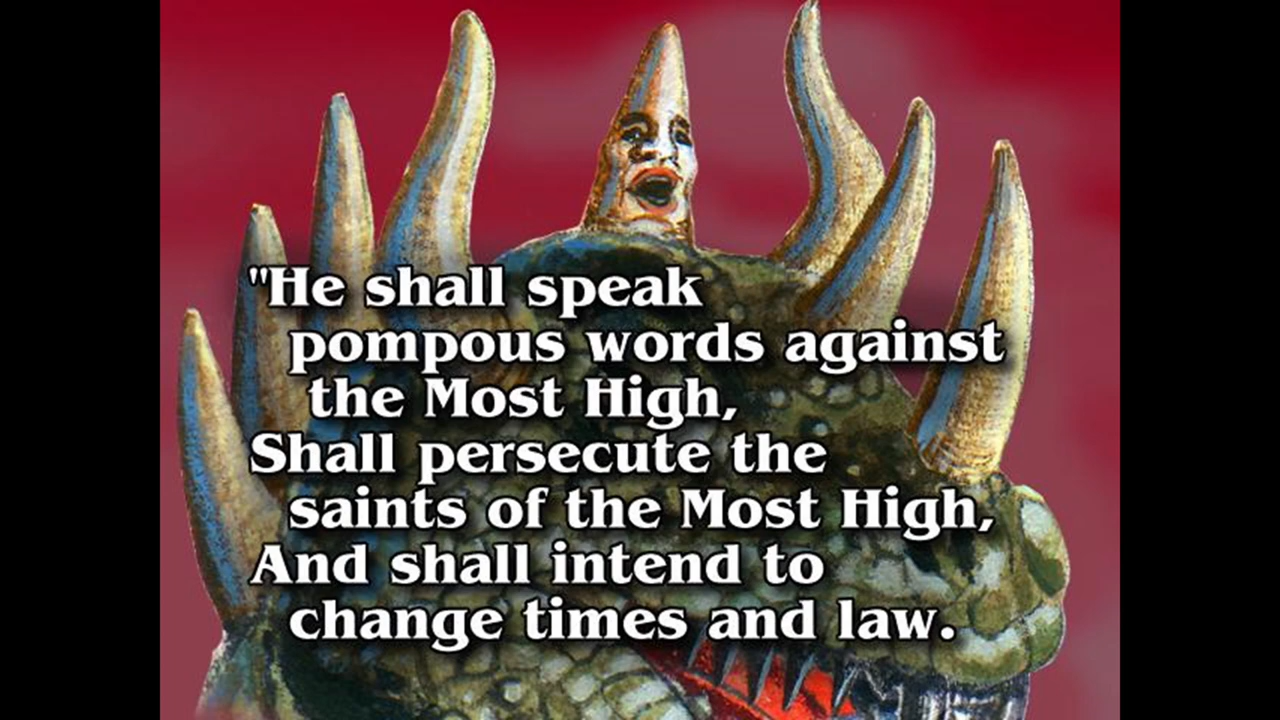 "He shall speak
pompous words against
the Most High,
Shall persecute the
saints of the Most High,
And shall intend to
change times and law.